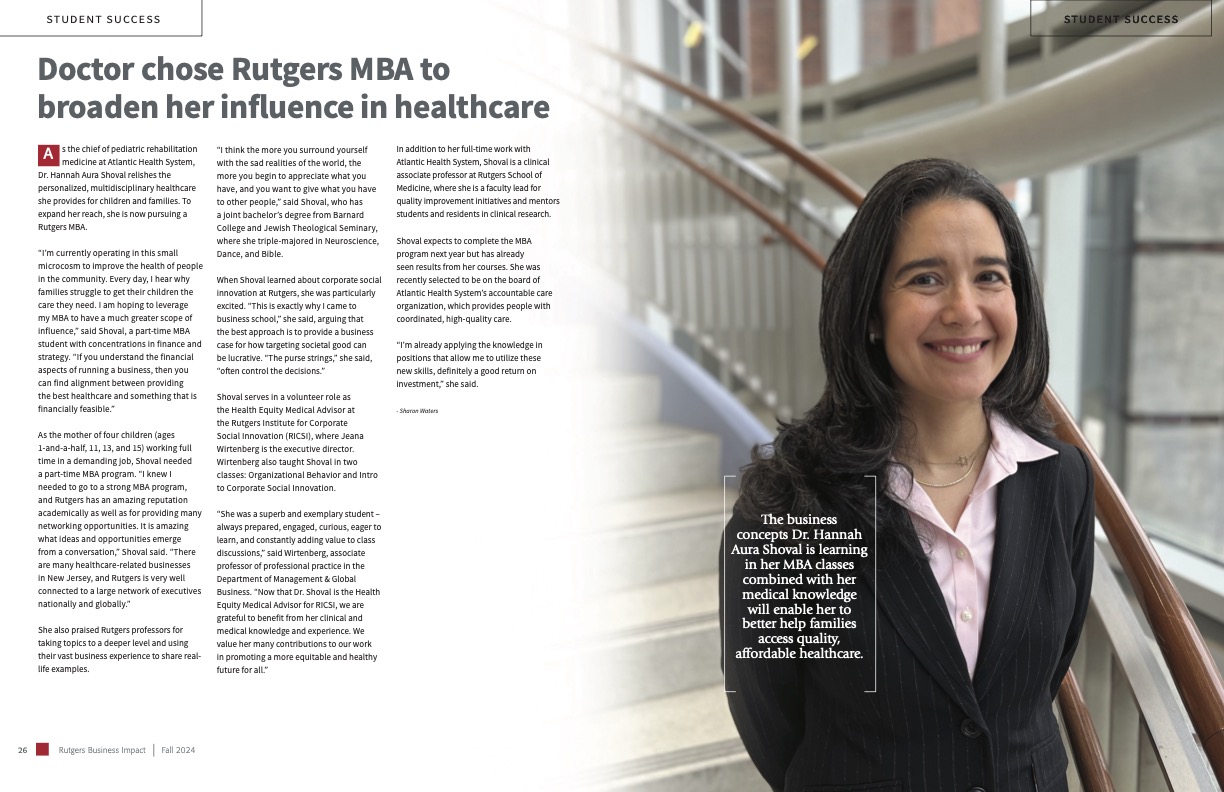 STUDENT SUCCESS
STUDENT SUCCESS
Doctor chose Rutgers MBA to
broaden her influence in healthcare
As the chief of pediatric rehabilitation
medicine at Atlantic Health System,
Dr. Hannah Aura Shoval relishes the
personalized, multidisciplinary healthcare
she provides for children and families. To
expand her reach, she is now pursuing a
Rutgers MBA.
“I’m currently operating in this small
microcosm to improve the health of people
in the community. Every day, I hear why
families struggle to get their children the
care they need. I am hoping to leverage
my MBA to have a much greater scope of
influence,” said Shoval, a part-time MBA
student with concentrations in finance and
strategy. “If you understand the financial
aspects of running a business, then you
can find alignment between providing
the best healthcare and something that is
financially feasible.”
As the mother of four children (ages
1-and-a-half, 11, 13, and 15) working full
time in a demanding job, Shoval needed
a part-time MBA program. “I knew I
needed to go to a strong MBA program,
and Rutgers has an amazing reputation
academically as well as for providing many
networking opportunities. It is amazing
what ideas and opportunities emerge
from a conversation,” Shoval said. “There
are many healthcare-related businesses
in New Jersey, and Rutgers is very well
connected to a large network of executives
nationally and globally.”
She also praised Rutgers professors for
taking topics to a deeper level and using
their vast business experience to share real-
life examples.
“I think the more you surround yourself
with the sad realities of the world, the
more you begin to appreciate what you
have, and you want to give what you have
to other people,” said Shoval, who has
a joint bachelor’s degree from Barnard
College and Jewish Theological Seminary,
where she triple-majored in Neuroscience,
Dance, and Bible.
When Shoval learned about corporate social
innovation at Rutgers, she was particularly
excited. “This is exactly why I came to
business school,” she said, arguing that
the best approach is to provide a business
case for how targeting societal good can
be lucrative. “The purse strings,” she said,
“often control the decisions.”
Shoval serves in a volunteer role as
the Health Equity Medical Advisor at
the Rutgers Institute for Corporate
Social Innovation (RICSI), where Jeana
Wirtenberg is the executive director.
Wirtenberg also taught Shoval in two
classes: Organizational Behavior and Intro
to Corporate Social Innovation.
“She was a superb and exemplary student –
always prepared, engaged, curious, eager to
learn, and constantly adding value to class
discussions,” said Wirtenberg, associate
professor of professional practice in the
Department of Management & Global
Business. “Now that Dr. Shoval is the Health
Equity Medical Advisor for RICSI, we are
grateful to benefit from her clinical and
medical knowledge and experience. We
value her many contributions to our work
in promoting a more equitable and healthy
future for all.”
In addition to her full-time work with
Atlantic Health System, Shoval is a clinical
associate professor at Rutgers School of
Medicine, where she is a faculty lead for
quality improvement initiatives and mentors
students and residents in clinical research.
Shoval expects to complete the MBA
program next year but has already
seen results from her courses. She was
recently selected to be on the board of
Atlantic Health System’s accountable care
organization, which provides people with
coordinated, high-quality care.
“I’m already applying the knowledge in
positions that allow me to utilize these
new skills, definitely a good return on
investment,” she said.
- Sharon Waters
The business
concepts Dr. Hannah
Aura Shoval is learning
in her MBA classes
combined with her
medical knowledge
will enable her to
better help families
access quality,
affordable healthcare.
26 Rutgers Business Impact | Fall 2024